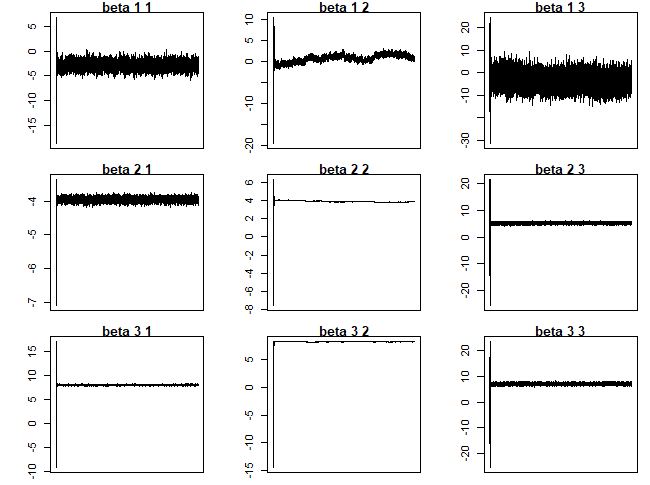 beta 1 1 beta 1 2 beta 1 3
5 0 -5 -10 -15
10 5 0 -10 -20
20 10 0 -10 -30
beta 2 1 beta 2 2 beta 2 3
-4 -5 -6 -7
6 4 2 0 -2 -4 -6 -8
20 10 0 -10 -20
beta 3 1 beta 3 2 beta 3 3
15 10 5 0 -5 -10
5 0 -5 -10 -15
20 10 0 -10 -20